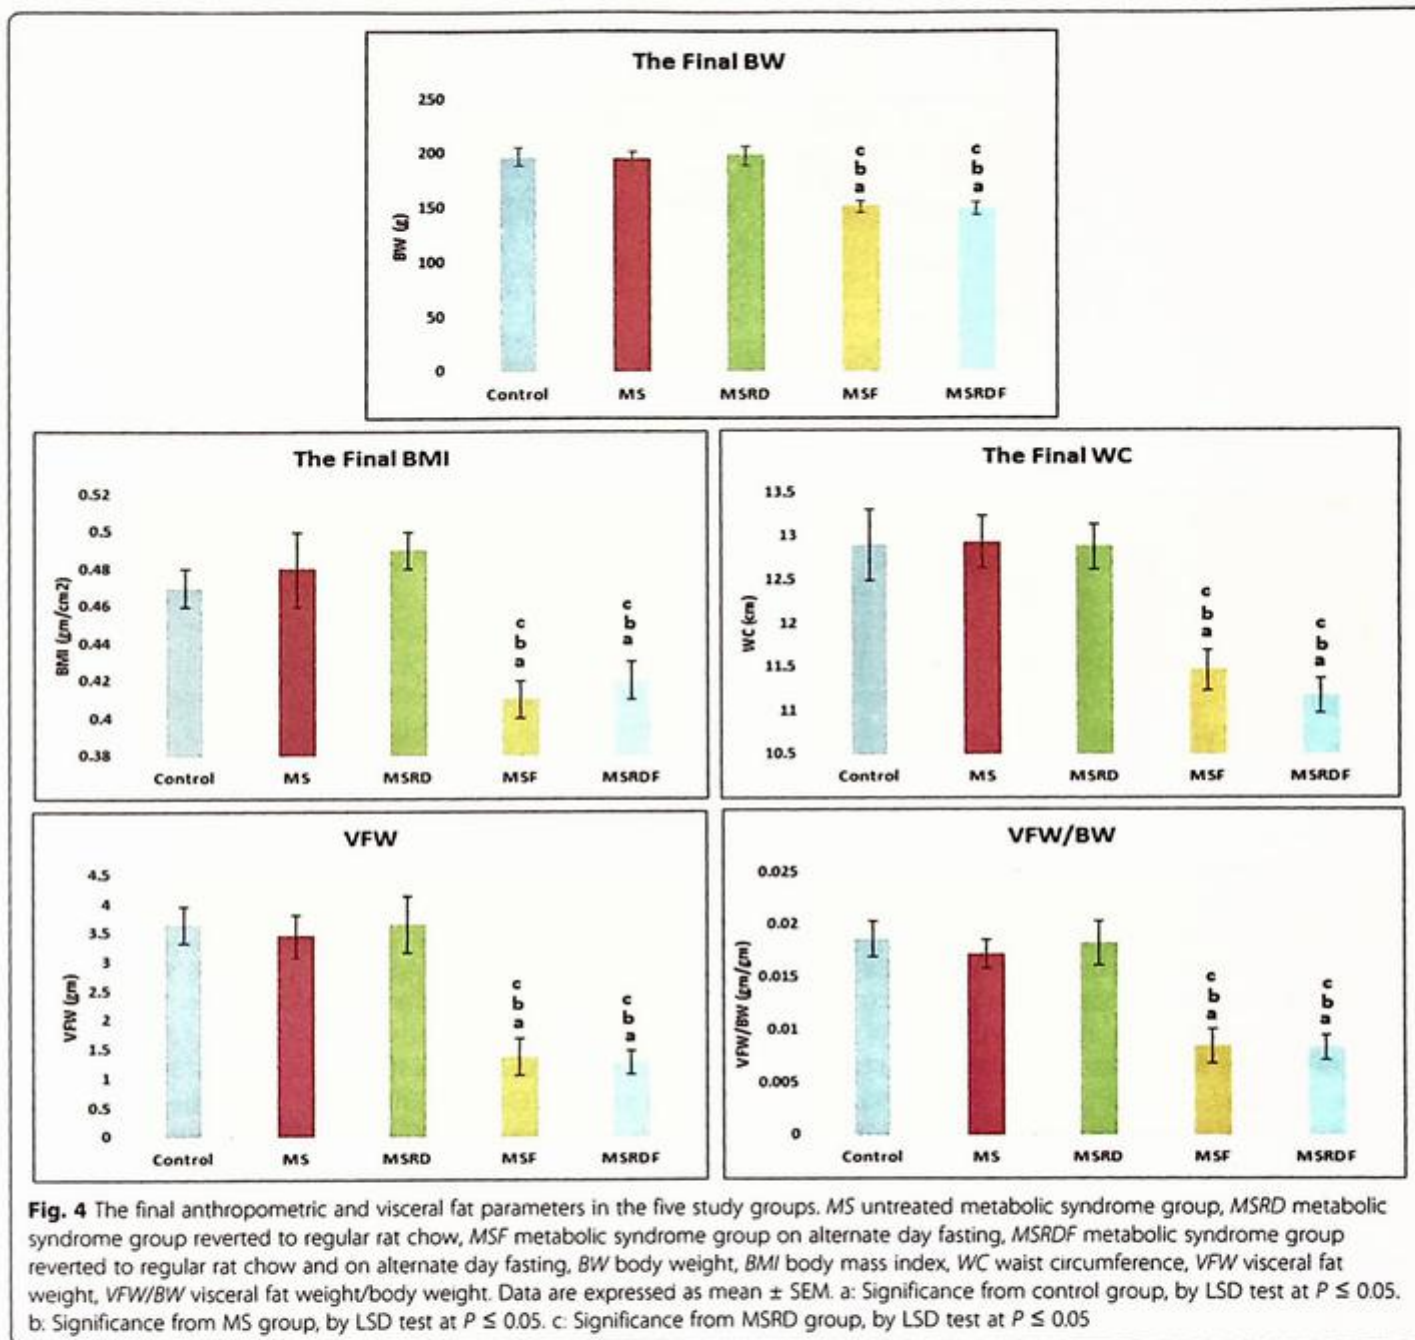 The Final BW
250
200
150
100
50
0
BW (g)
c c
b b
a a
Control MS MSRD MSF MSRDF
The Final BMI
0.52
0.5
0.48
0.46
0.44
0.42
0.4
0.38
BMI (gm/cm2)
c c
b b
a a
Control MS MSRD MSF MSRDF
The Final WC
13.5
13
12.5
12
11.5
11
10.5
WC (cm)
c c
b b
a a
Control MS MSRD MSF MSRDF
VFW
4.5
4
3.5
3
2.5
2
1.5
1
0.5
0
VFW (gm)
c c
b b
a a
Control MS MSRD MSF MSRDF
VFW/BW
0.025
0.02
0.015
0.01
0.005
0
VFW/BW (gm/gm)
c c
b b
a a
Control MS MSRD MSF MSRDF
Fig. 4 The final anthropometric and visceral fat parameters in the five study groups. MS untreated metabolic syndrome group, MSRD metabolic
syndrome group reverted to regular rat chow, MSF metabolic syndrome group on alternate day fasting, MSRDF metabolic syndrome group
reverted to regular rat chow and on alternate day fasting, BW body weight, BMI body mass index, WC waist circumference, VFW visceral fat
weight, VFW/BW visceral fat weight/body weight. Data are expressed as mean ± SEM. a: Significance from control group, by LSD test at P ≤ 0.05.
b: Significance from MS group, by LSD test at P ≤ 0.05. c: Significance from MSRD group, by LSD test at P ≤ 0.05